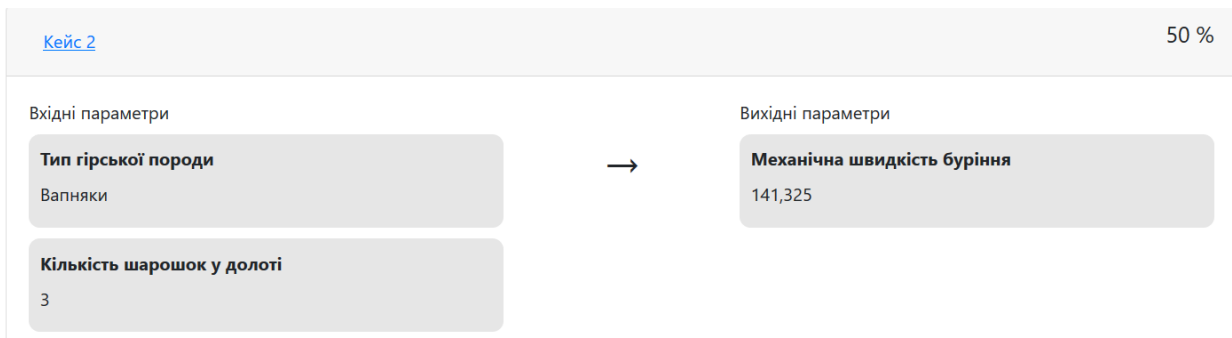 Кейс 2
50 %
Вхідні параметри
Вихідні параметри
Тип гірської породи
Вапняки
→
Механічна швидкість буріння
141,325
Кількість шарошок у долоті
3